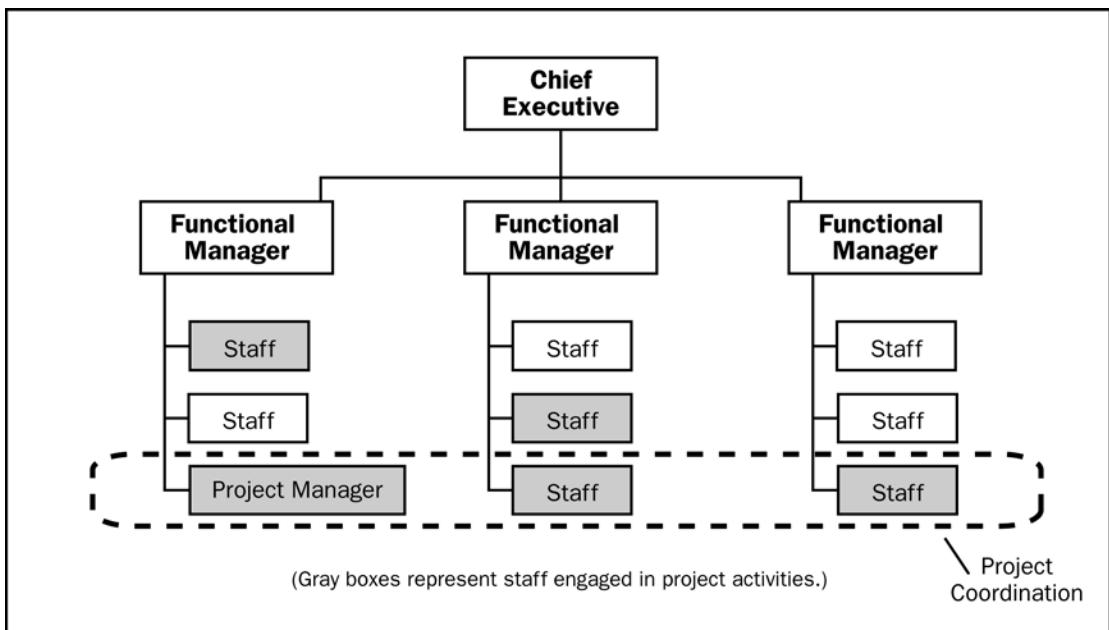 Chief
Executive
Functional
Manager
Functional
Manager
Functional
Manager
Staff
Staff
Staff
Staff
Staff
Staff
Project Manager
Staff
Staff
(Gray boxes represent staff engaged in project activities.)
Project
Coordination